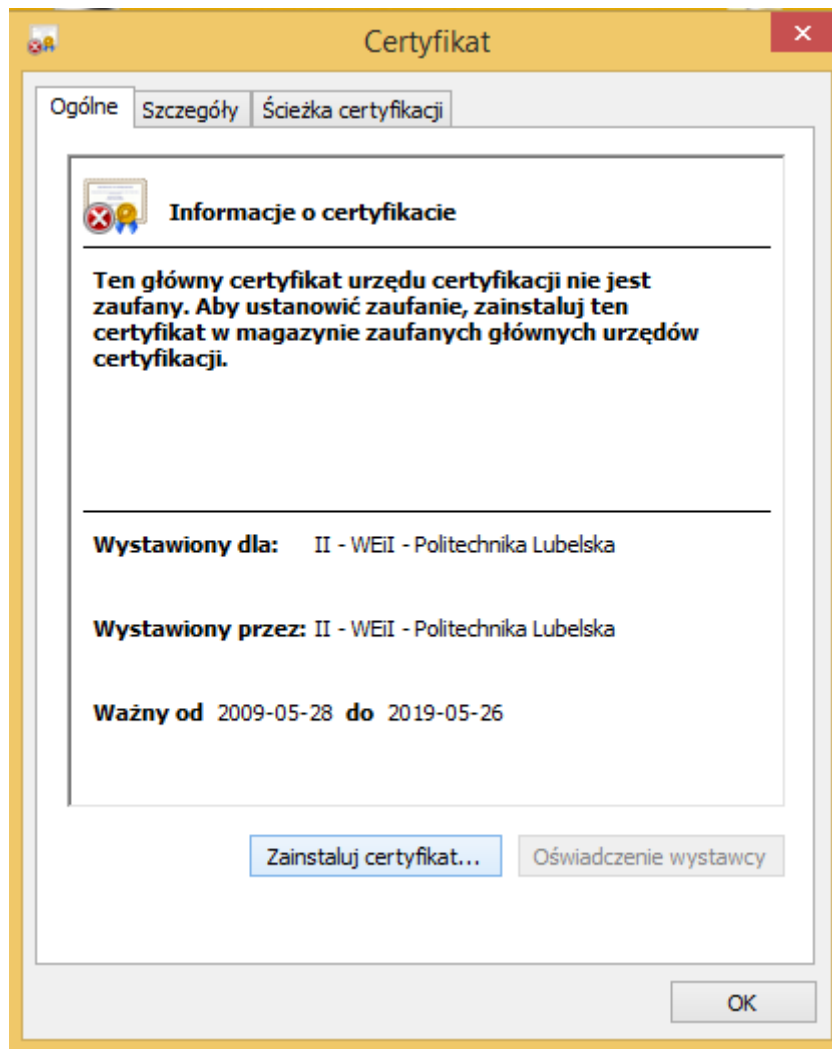 Certyfikat
Ogólne Szczegóły Ścieżka certyfikacji
Informacje o certyfikacie
Ten główny certyfikat urzędu certyfikacji nie jest
zaufany. Aby ustanowić zaufanie, zainstaluj ten
certyfikat w magazynie zaufanych głównych urzędów
certyfikacji.
Wystawiony dla: II - WEiI - Politechnika Lubelska
Wystawiony przez: II - WEiI - Politechnika Lubelska
Ważny od 2009-05-28 do 2019-05-26
Zainstaluj certyfikat... Oświadczenie wystawcy
OK